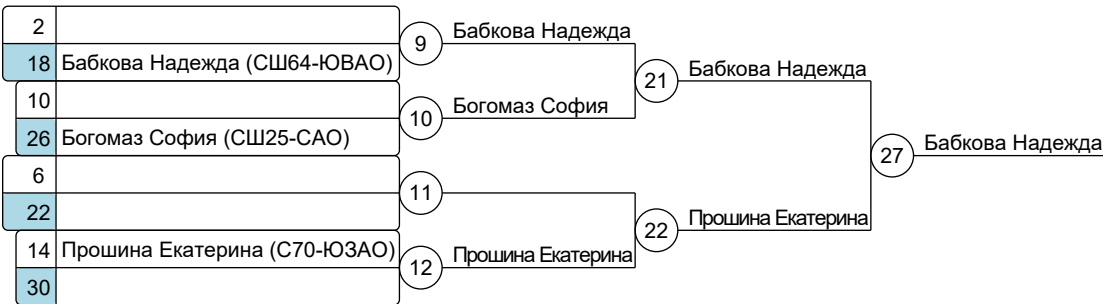 2
18 Бабкова Надежда (СШ64-ЮВАО)
10
26 Богомаз София (СШ25-САО)
6
22
14 Прошина Екатерина (С70-ЮЗАО)
30
9 Бабкова Надежда
10 Богомаз София
11
12 Прошина Екатерина
21 Бабкова Надежда
22 Прошина Екатерина
27 Бабкова Надежда